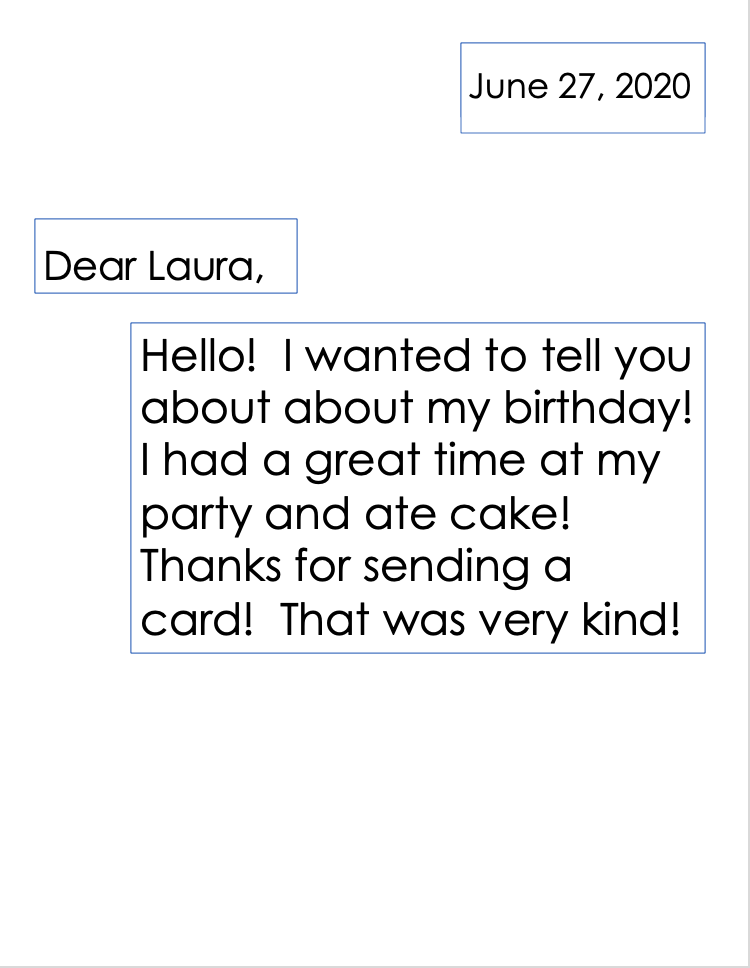 June 27, 2020
Dear Laura,
Hello!  I wanted to tell you
about about my birthday!
I had a great time at my
party and ate cake!
Thanks for sending a
card!  That was very kind!